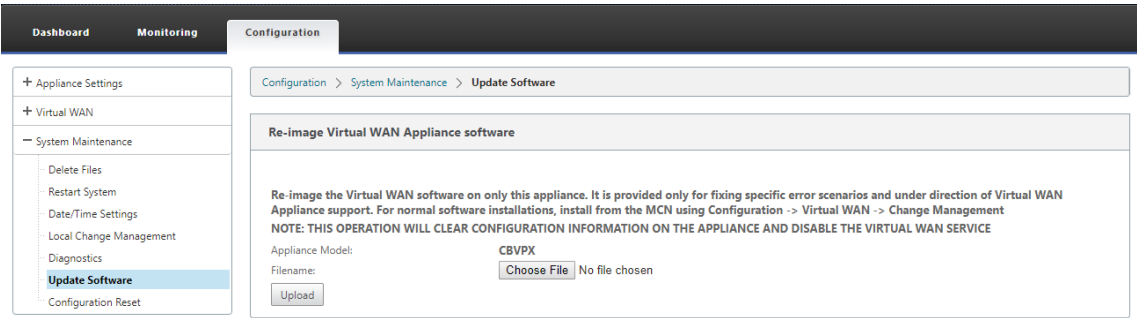 Dashboard Monitoring Configuration
+ Appliance Settings
+ Virtual WAN
− System Maintenance
Delete Files
Restart System
Date/Time Settings
Local Change Management
Diagnostics
Update Software
Configuration Reset
Configuration > System Maintenance > Update Software
Re-image Virtual WAN Appliance software
Re-image the Virtual WAN software on only this appliance. It is provided only for fixing specific error scenarios and under direction of Virtual WAN
Appliance support. For normal software installations, install from the MCN using Configuration -> Virtual WAN -> Change Management
NOTE: THIS OPERATION WILL CLEAR CONFIGURATION INFORMATION ON THE APPLIANCE AND DISABLE THE VIRTUAL WAN SERVICE
Appliance Model: CBVPX
Filename: Choose File No file chosen
Upload